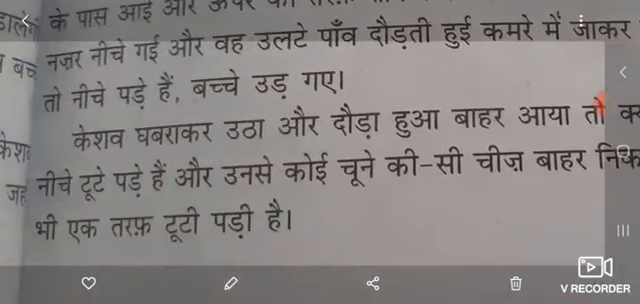 के पास आई और
बच्चे नज़र नीचे गई और वह उलटे पाँव दौड़ती हुई कमरे में जाकर
तो नीचे पड़े हैं, बच्चे उड़ गए।
केशव घबराकर उठा और दौड़ा हुआ बाहर आया तो
नीचे टूटे पड़े हैं और उनसे कोई चूने की-सी चीज़ बाहर
भी एक तरफ़ टूटी पड़ी है।
V RECORDER